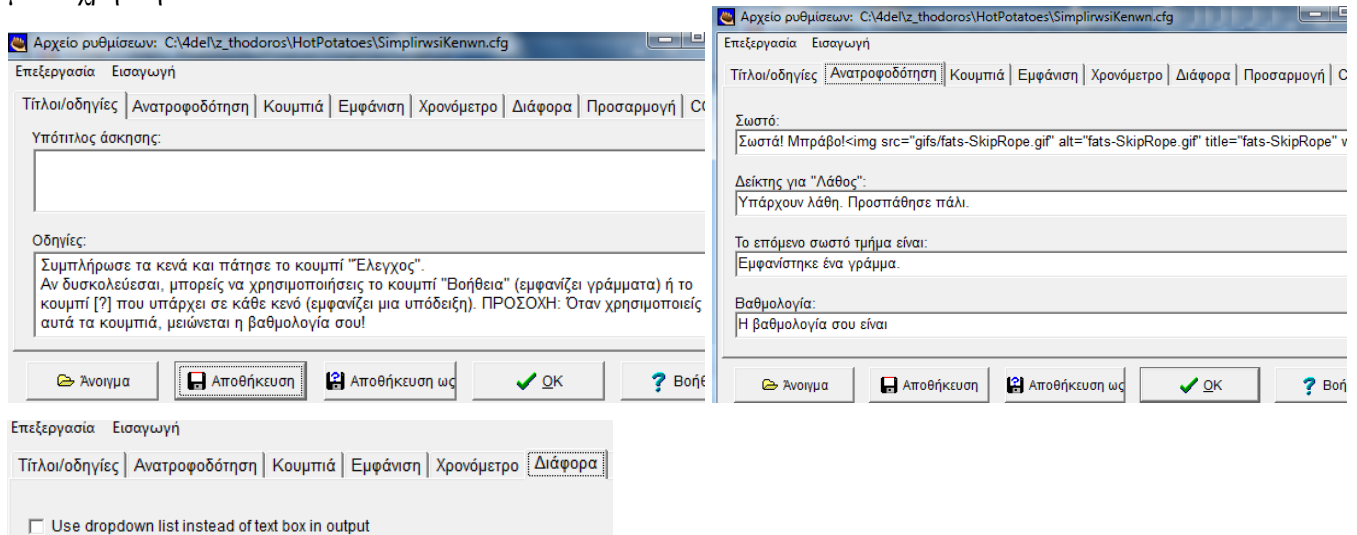 Αρχείο ρυθμίσεων: C:\4del\z_thodoros\HotPotatoes\SimplirwsiKenwn.cfg
Επεξεργασία Εισαγωγή
Τίτλοι/οδηγίες Ανατροφοδότηση Κουμπιά Εμφάνιση Χρονόμετρο Διάφορα Προσαρμογή
Υπότιτλος άσκησης:
Οδηγίες:
Συμπλήρωσε τα κενά και πάτησε το κουμπί "Έλεγχος".
Αν δυσκολεύεσαι, μπορείς να χρησιμοποιήσεις το κουμπί "Βοήθεια" (εμφανίζει γράμματα) ή το
κουμπί [?] που υπάρχει σε κάθε κενό (εμφανίζει μια υπόδειξη). ΠΡΟΣΟΧΗ: Όταν χρησιμοποιείς
αυτά τα κουμπιά, μειώνεται η βαθμολογία σου!
Άνοιγμα Αποθήκευση Αποθήκευση ως OK
Αρχείο ρυθμίσεων: C:\4del\z_thodoros\HotPotatoes\SimplirwsiKenwn.cfg
Επεξεργασία Εισαγωγή
Τίτλοι/οδηγίες Ανατροφοδότηση Κουμπιά Εμφάνιση Χρονόμετρο Διάφορα Προσαρμογή
Σωστό:
Σωστά! Μπράβο!<img src="gifs/fats-SkipRope.gif" alt="fats-SkipRope.gif" title="fats-SkipRope"
Δείκτης για "Λάθος":
Υπάρχουν λάθη. Προσπάθησε πάλι.
Το επόμενο σωστό τμήμα είναι:
Εμφανίστηκε ένα γράμμα.
Βαθμολογία:
Η βαθμολογία σου είναι
Άνοιγμα Αποθήκευση Αποθήκευση ως OK
Επεξεργασία Εισαγωγή
Τίτλοι/οδηγίες Ανατροφοδότηση Κουμπιά Εμφάνιση Χρονόμετρο Διάφορα
Use dropdown list instead of text box in output